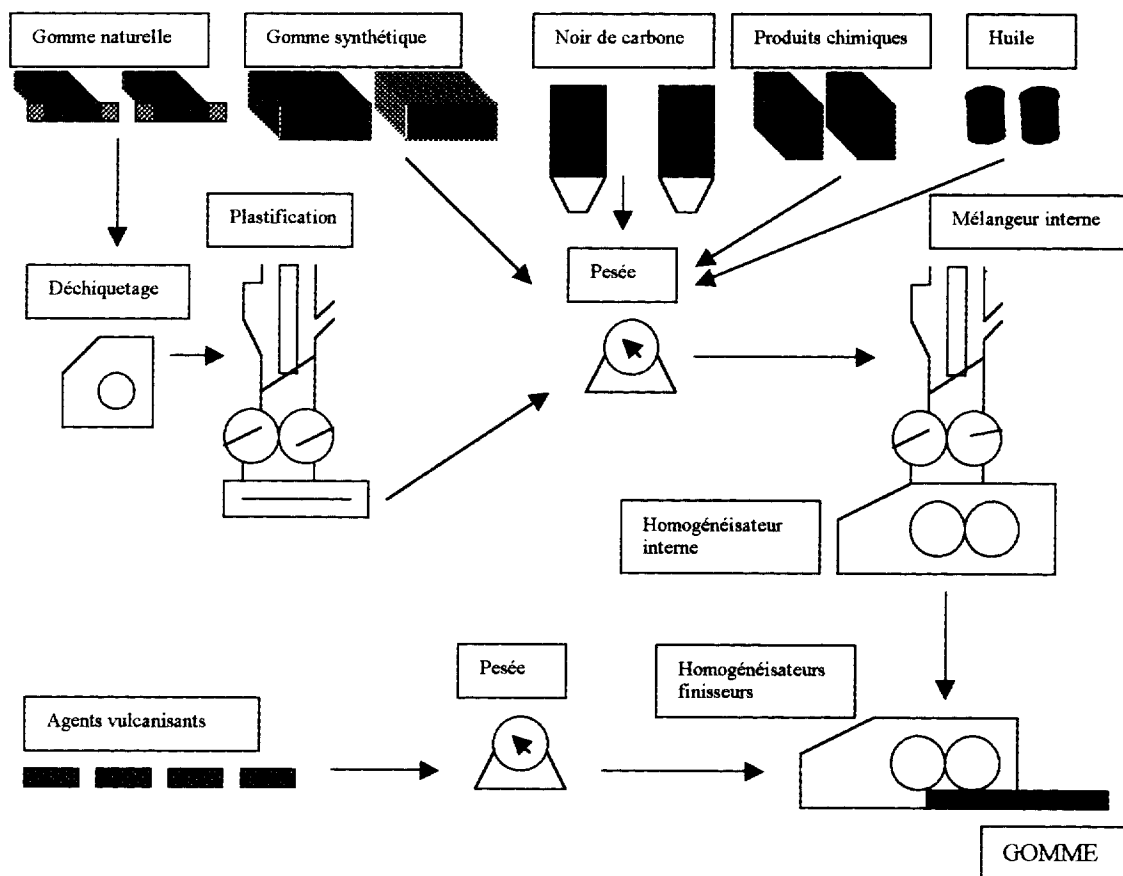 Gomme naturelle
Gomme synthétique
Noir de carbone
Produits chimiques
Huile
Plastification
Mélangeur interne
Déchiquetage
Pesée
Homogénéisateur
interne
Pesée
Homogénéisateurs
finisseurs
Agents vulcanisants
GOMME